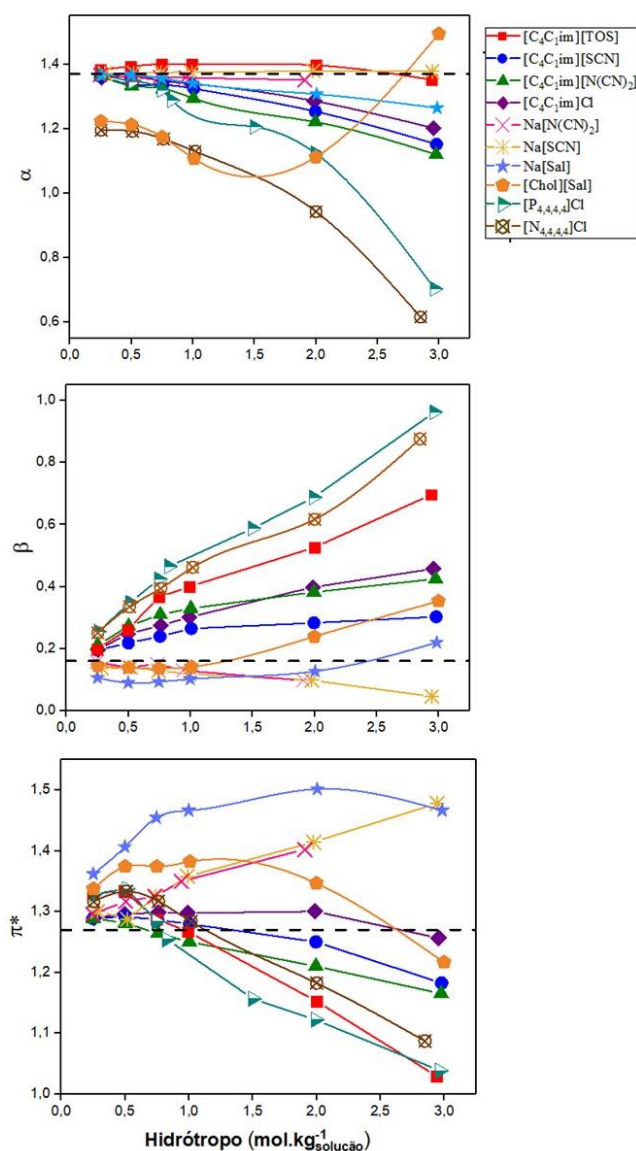 1,4
1,2
1,0
0,8
0,6
α
0,0 0,5 1,0 1,5 2,0 2,5 3,0
[C₄C₁im][TOS]
[C₄C₁im][SCN]
[C₄C₁im][N(CN)₂]
[C₄C₁im]Cl
Na[N(CN)₂]
Na[SCN]
Na[Sal]
[Chol][Sal]
[P₄,₄,₄,₄]Cl
[N₄,₄,₄,₄]Cl
1,0
0,8
0,6
0,4
0,2
0,0
β
0,0 0,5 1,0 1,5 2,0 2,5 3,0
1,5
1,4
1,3
1,2
1,1
1,0
π*
0,0 0,5 1,0 1,5 2,0 2,5 3,0
Hidrótropo (mol.kg⁻¹solução)